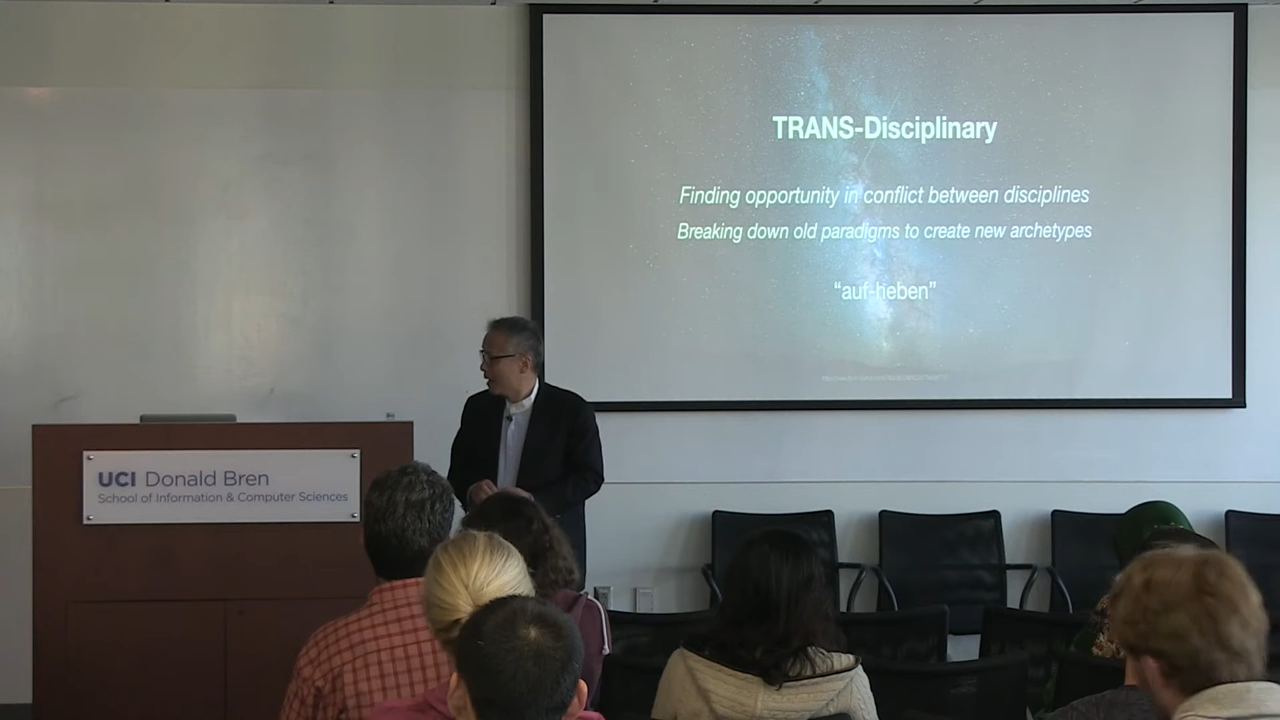 TRANS-Disciplinary
Finding opportunity in conflict between disciplines
Breaking down old paradigms to create new archetypes
“auf-heben”
UCI Donald Bren
School of Information & Computer Sciences